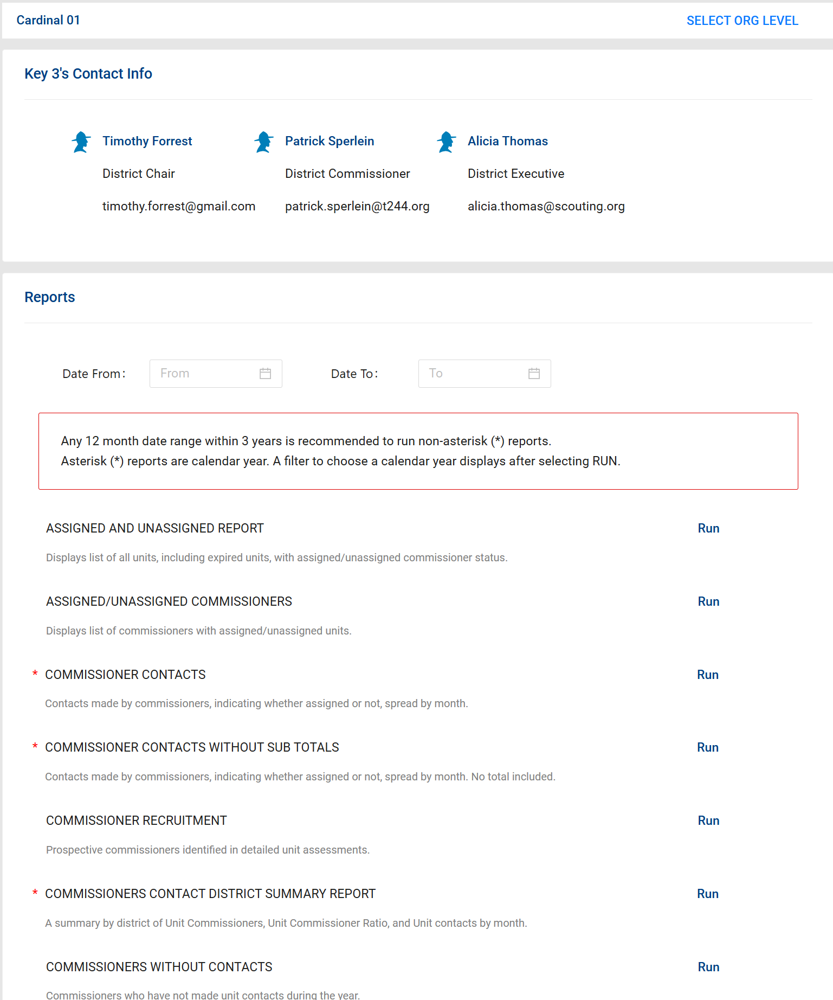 Cardinal 01 SELECT ORG LEVEL
Key 3's Contact Info
Timothy Forrest Patrick Sperlein Alicia Thomas
District Chair District Commissioner District Executive
timothy.forrest@gmail.com patrick.sperlein@t244.org alicia.thomas@scouting.org
Reports
Date From: From Date To: To
Any 12 month date range within 3 years is recommended to run non-asterisk (*) reports.
Asterisk (*) reports are calendar year. A filter to choose a calendar year displays after selecting RUN.
ASSIGNED AND UNASSIGNED REPORT Run
Displays list of all units, including expired units, with assigned/unassigned commissioner status.
ASSIGNED/UNASSIGNED COMMISSIONERS Run
Displays list of commissioners with assigned/unassigned units.
* COMMISSIONER CONTACTS Run
Contacts made by commissioners, indicating whether assigned or not, spread by month.
* COMMISSIONER CONTACTS WITHOUT SUB TOTALS Run
Contacts made by commissioners, indicating whether assigned or not, spread by month. No total included.
COMMISSIONER RECRUITMENT Run
Prospective commissioners identified in detailed unit assessments.
* COMMISSIONERS CONTACT DISTRICT SUMMARY REPORT Run
A summary by district of Unit Commissioners, Unit Commissioner Ratio, and Unit contacts by month.
COMMISSIONERS WITHOUT CONTACTS Run
Commissioners who have not made unit contacts during the year.